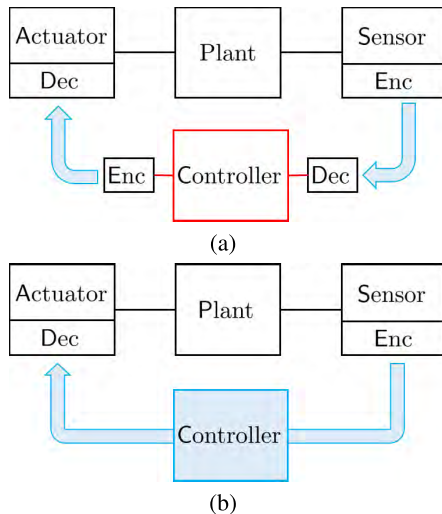 Actuator
Plant
Sensor
Dec
Enc
Enc
Controller
Dec
(a)
Actuator
Plant
Sensor
Dec
Enc
Controller
(b)